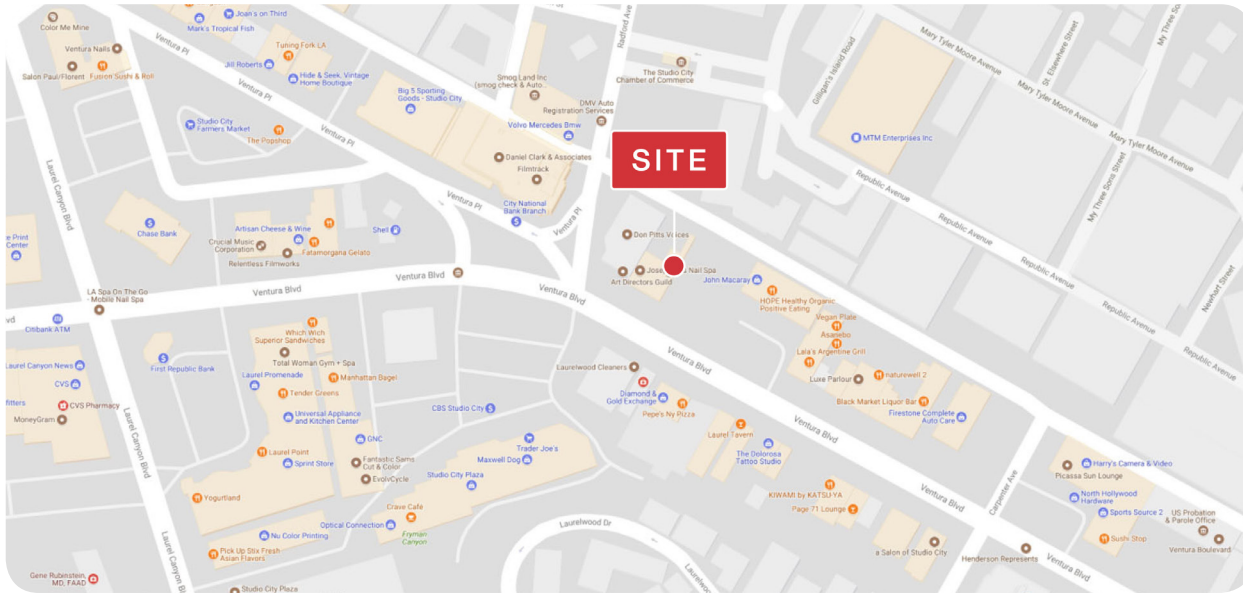 Joan's on Third
Color Me Mine
Mark's Tropical Fish
Ventura Pl
Radford Ave
Tuning Fork LA
Ventura Nails
Salon Paul/Florent
Fusion Sushi & Roll
Jill Roberts
Hide & Seek, Vintage
Home Boutique
Ventura Pl
Smog Land Inc
(smog check & Auto...
The Studio City
Chamber of Commerce
Gilligan's Island Road
Mary Tyler Moore Avenue
St. Elsewhere Street
My Three Sons Street
Mary Tyler Moore Avenue
Big 5 Sporting
Goods - Studio City
DMV Auto
Registration Services
Volvo Mercedes Bmw
Studio City
Farmers Market
The Popshop
Ventura Pl
MTM Enterprises Inc
Mary Tyler Moore Avenue
SITE
Daniel Clark & Associates
Filmtrack
Laurel Canyon Blvd
Ventura Pl
City National
Bank Branch
Ventura Pl
Republic Avenue
Republic Avenue
My Three Sons Street
Chase Bank
Artisan Cheese & Wine
Crucial Music
Corporation
Fatamorgana Gelato
Relentless Filmworks
Shell
Don Pitts Voices
e Print
Center
Republic Avenue
Newhart Street
Art Directors Guild
Nail Spa
John Macaray
Ventura Blvd
Ventura Blvd
Ventura Blvd
LA Spa On The Go
- Mobile Nail Spa
HOPE Healthy Organic
Positive Eating
Republic Avenue
vd
Citibank ATM
Which Wich
Superior Sandwiches
Vegan Plate
Asanebo
Lala's Argentine Grill
Republic Avenue
Laurel Canyon News
First Republic Bank
Total Woman Gym + Spa
Laurel Promenade
Manhattan Bagel
Laurelwood Cleaners
Ventura Blvd
Luxe Parlour
naturewell 2
CVS
CVS Pharmacy
MoneyGram
tfitters
Tender Greens
Diamond &
Gold Exchange
Black Market Liquor Bar
Universal Appliance
and Kitchen Center
CBS Studio City
Pepe's Ny Pizza
Firestone Complete
Auto Care
Laurel Canyon Blvd
GNC
Laurel Tavern
Ventura Blvd
Laurel Point
Sprint Store
Fantastic Sams
Cut & Color
EvolvCycle
Trader Joe's
Maxwell Dog
The Dolorosa
Tattoo Studio
Harry's Camera & Video
Picassa Sun Lounge
Studio City Plaza
Yogurtland
KIWAMI by KATSU-YA
Page 71 Lounge
Ventura Blvd
Carpenter Ave
North Hollywood
Hardware
Sports Source 2
US Probation
& Parole Office
Crave Café
Optical Connection
Nu Color Printing
Fryman
Canyon
Laurelwood Dr
Sushi Stop
Ventura Boulevard
Laurel Canyon Blvd
Pick Up Stix Fresh
Asian Flavors
a Salon of Studio City
Henderson Represents
Ventura Blvd
Gene Rubinstein,
MD, FAAD
Studio City Plaza